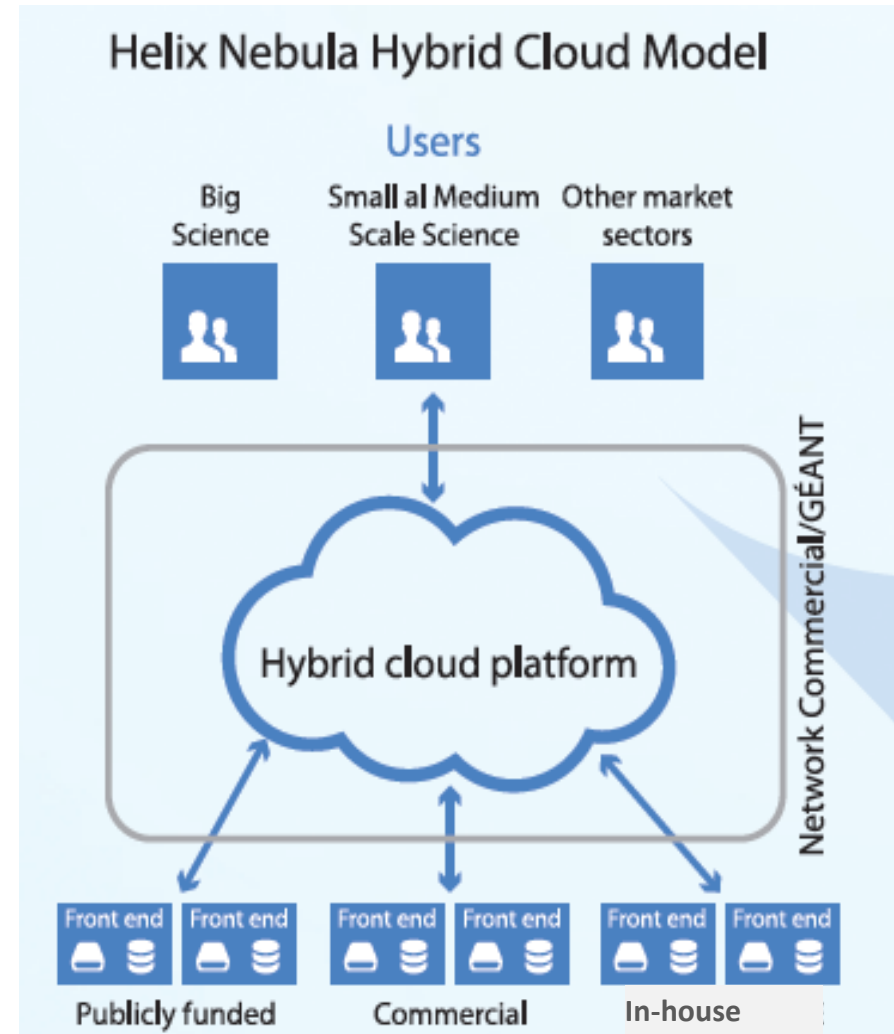 Helix Nebula Hybrid Cloud Model
Users
Big
Science
Small al Medium
Scale Science
Other market
sectors
Network Commercial/GÉANT
Hybrid cloud platform
Front end
Front end
Front end
Front end
Front end
Front end
Publicly funded
Commercial
In-house